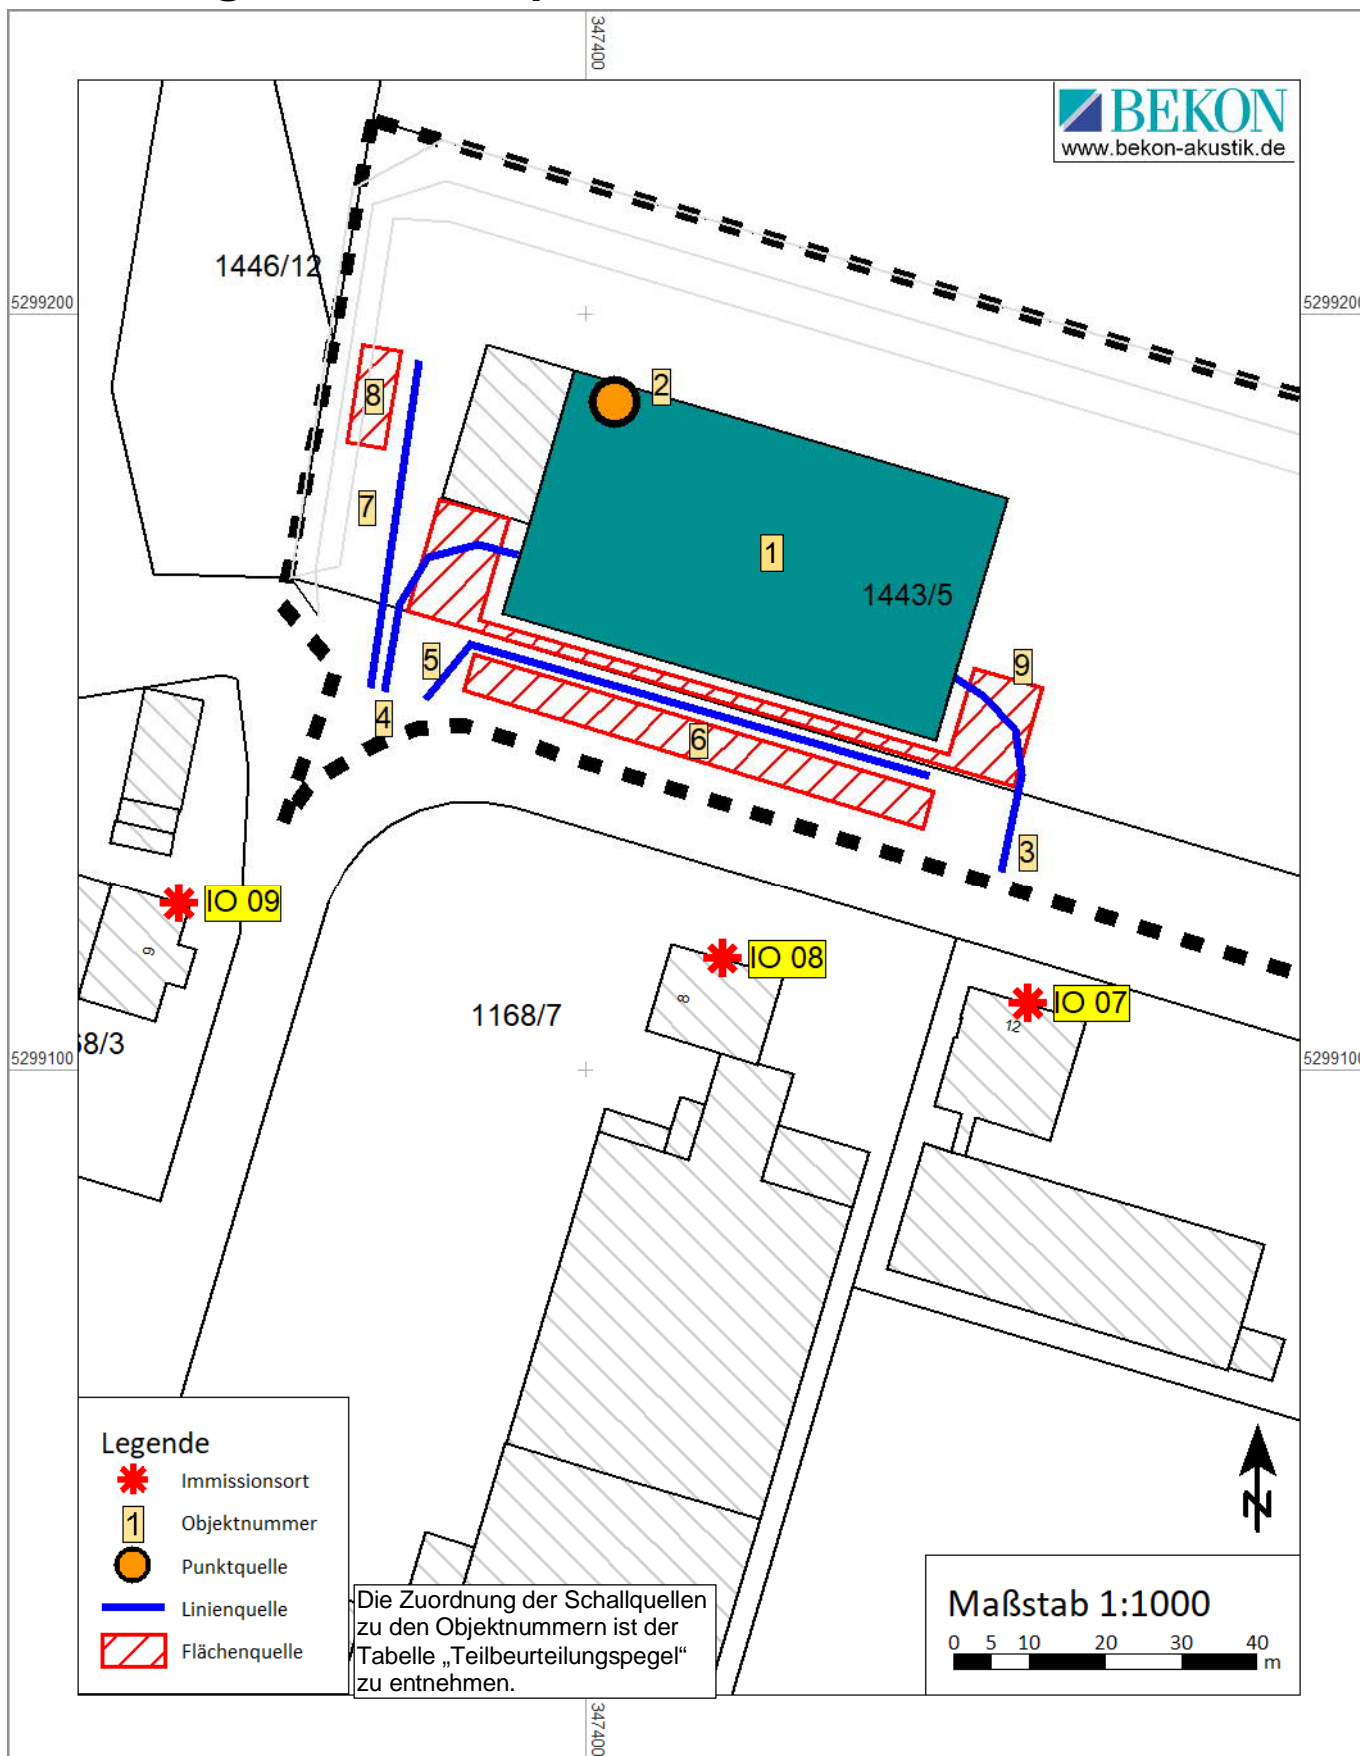 347400
BEKON
www.bekon-akustik.de
1446/12
5299200
5299200
2
8
7
1
1443/5
5
9
4
6
3
IO 09
9
IO 08
8
IO 07
12
1168/7
68/3
5299100
5299100
Legende
Immissionsort
1 Objektnummer
Punktquelle
Linienquelle
Flächenquelle
Die Zuordnung der Schallquellen
zu den Objektnummern ist der
Tabelle „Teilbeurteilungspegel“
zu entnehmen.
N
Maßstab 1:1000
0 5 10 20 30 40
m
347400